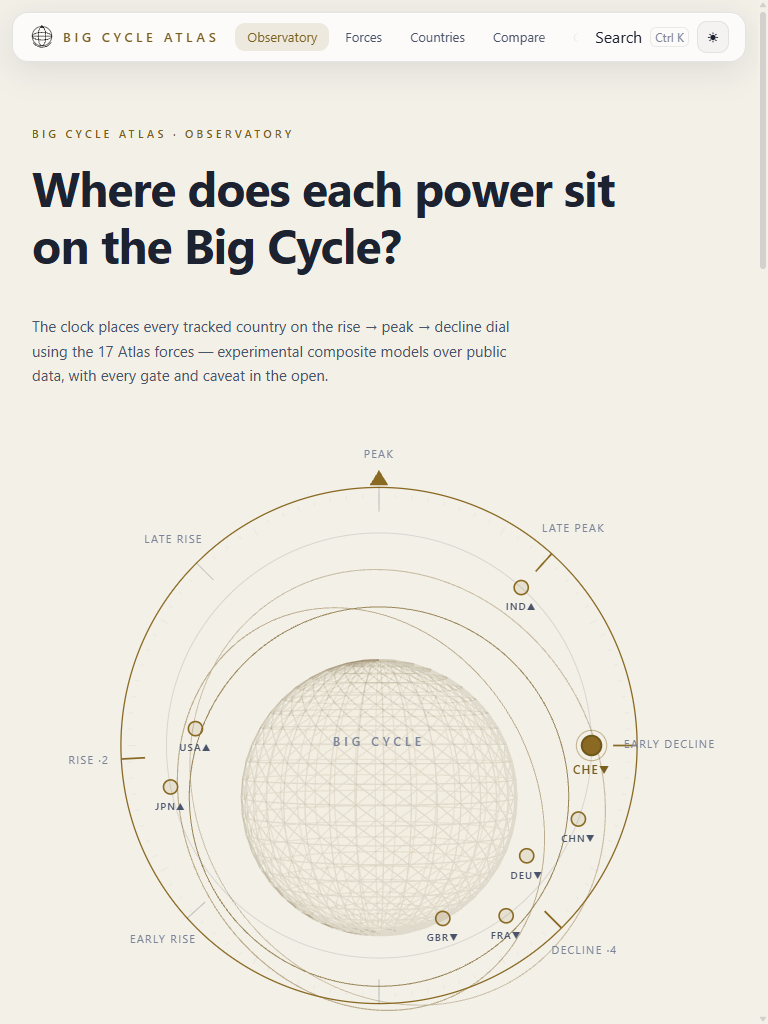 BIG CYCLE ATLAS
Observatory
Forces
Countries
Compare
Search
Ctrl K
BIG CYCLE ATLAS · OBSERVATORY
Where does each power sit
on the Big Cycle?
The clock places every tracked country on the rise → peak → decline dial
using the 17 Atlas forces — experimental composite models over public
data, with every gate and caveat in the open.
PEAK
LATE PEAK
LATE RISE
IND▲
BIG CYCLE
USA▲
EARLY DECLINE
RISE ·2
CHE▼
JPN▲
CHN▼
DEU▼
GBR▼
FRA▼
EARLY RISE
DECLINE ·4